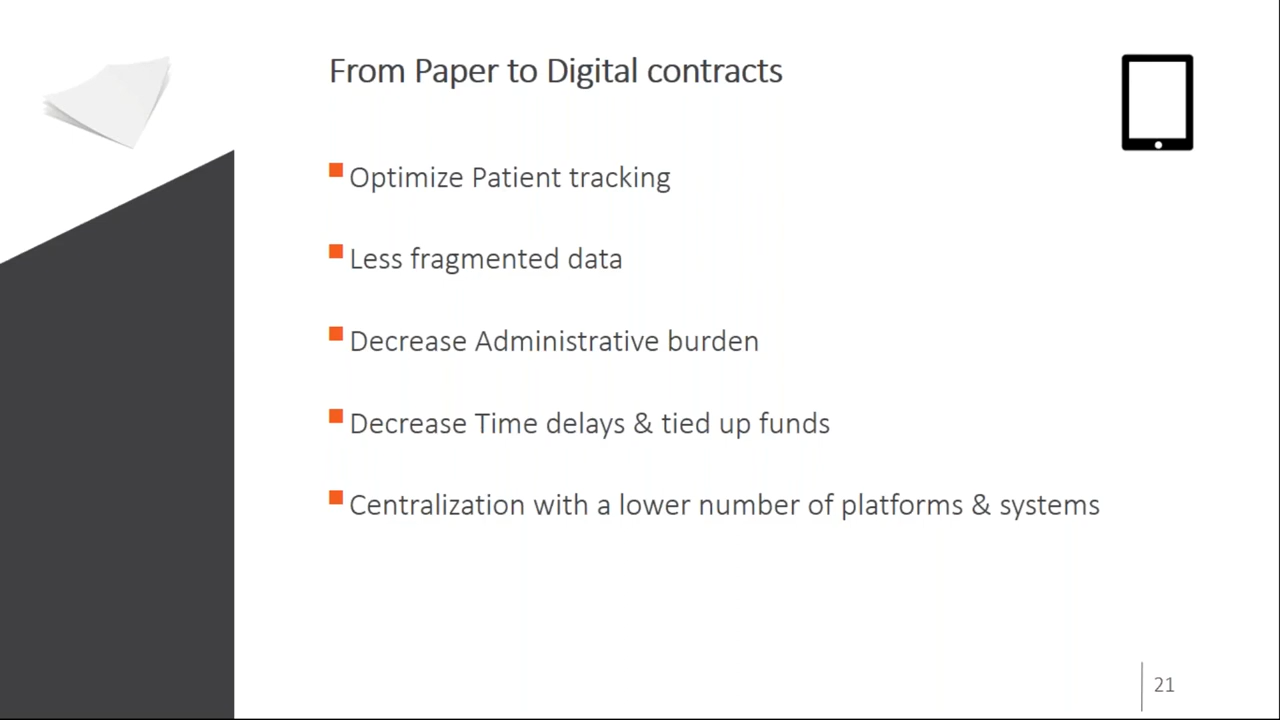 From Paper to Digital contracts
Optimize Patient tracking
Less fragmented data
Decrease Administrative burden
Decrease Time delays & tied up funds
Centralization with a lower number of platforms & systems
21